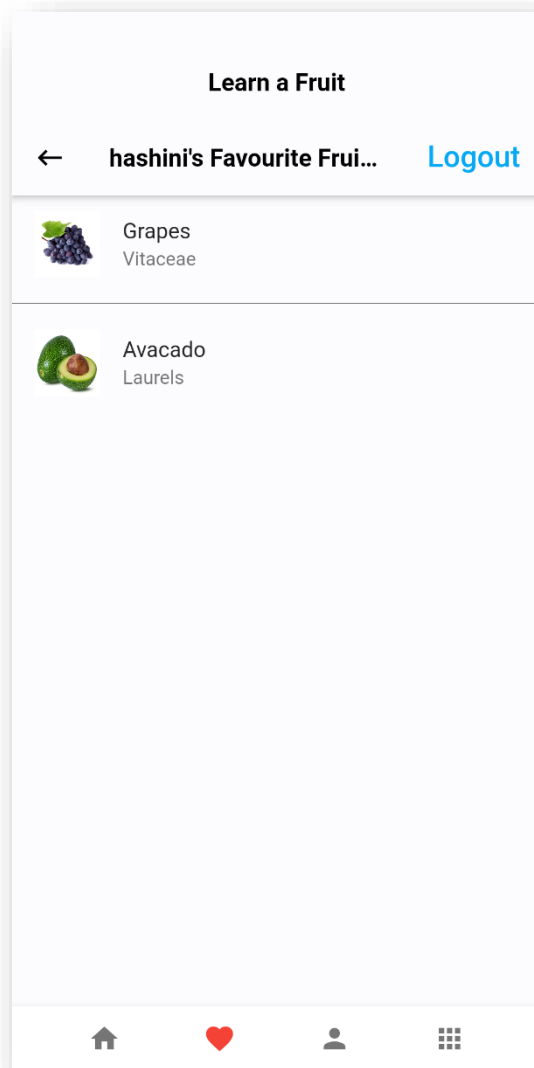 Learn a Fruit
hashini's Favourite Frui... Logout
Grapes
Vitaceae
Avacado
Laurels